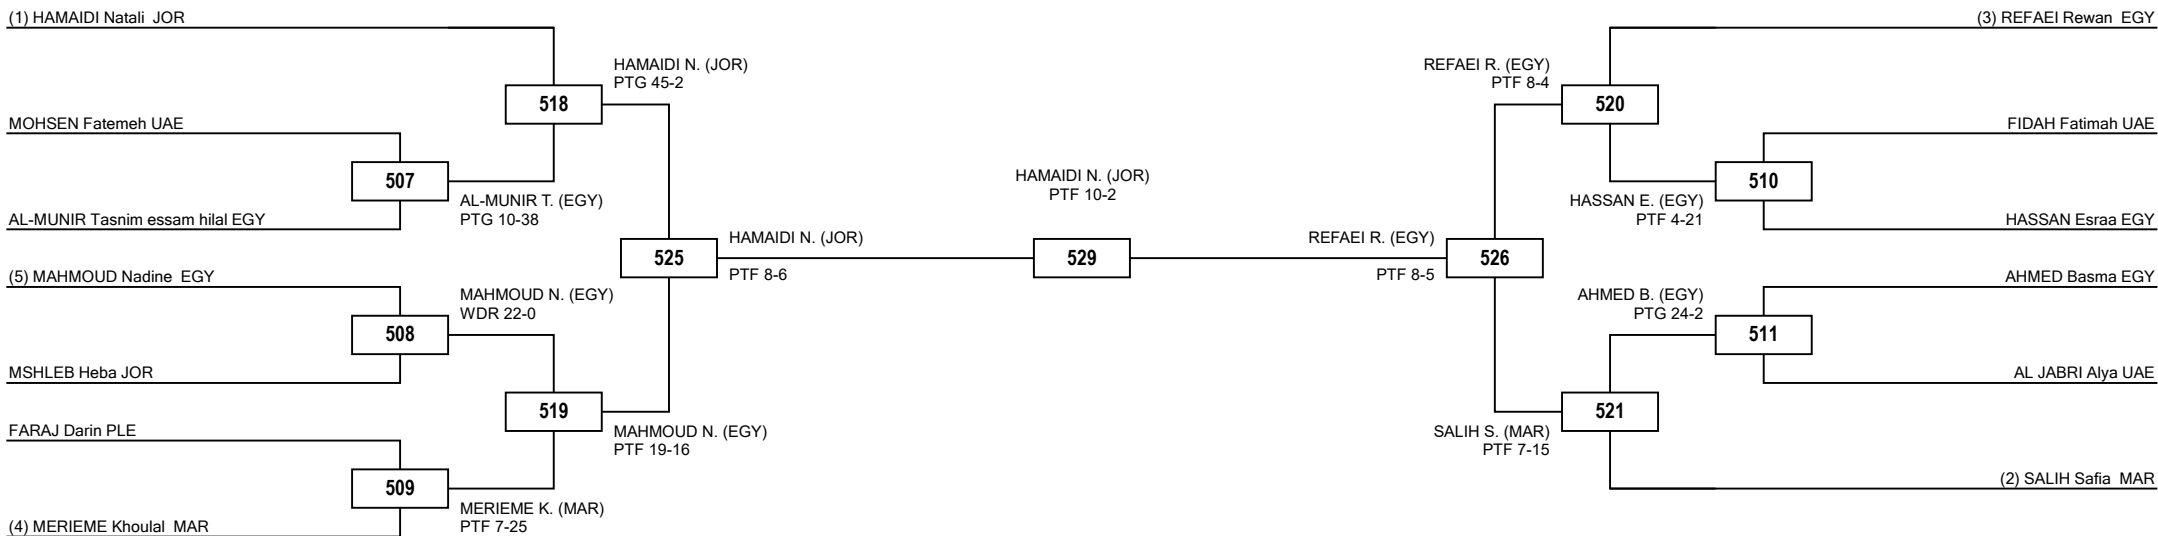 (1) HAMAIDI Natali  JOR
(3) REFAEI Rewan  EGY
HAMAIDI N. (JOR)
PTG 45-2
REFAEI R. (EGY)
PTF 8-4
518
520
MOHSEN Fatemeh UAE
FIDAH Fatimah UAE
507
HAMAIDI N. (JOR)
PTF 10-2
510
AL-MUNIR T. (EGY)
PTG 10-38
HASSAN E. (EGY)
PTF 4-21
AL-MUNIR Tasnim essam hilal EGY
HASSAN Esraa EGY
HAMAIDI N. (JOR)
REFAEI R. (EGY)
525
529
526
PTF 8-6
PTF 8-5
(5) MAHMOUD Nadine  EGY
AHMED Basma EGY
MAHMOUD N. (EGY)
WDR 22-0
AHMED B. (EGY)
PTG 24-2
508
511
MSHLEB Heba JOR
AL JABRI Alya UAE
519
521
FARAJ Darin PLE
MAHMOUD N. (EGY)
PTF 19-16
SALIH S. (MAR)
PTF 7-15
509
(2) SALIH Safia  MAR
MERIEME K. (MAR)
PTF 7-25
(4) MERIEME Khoulal  MAR